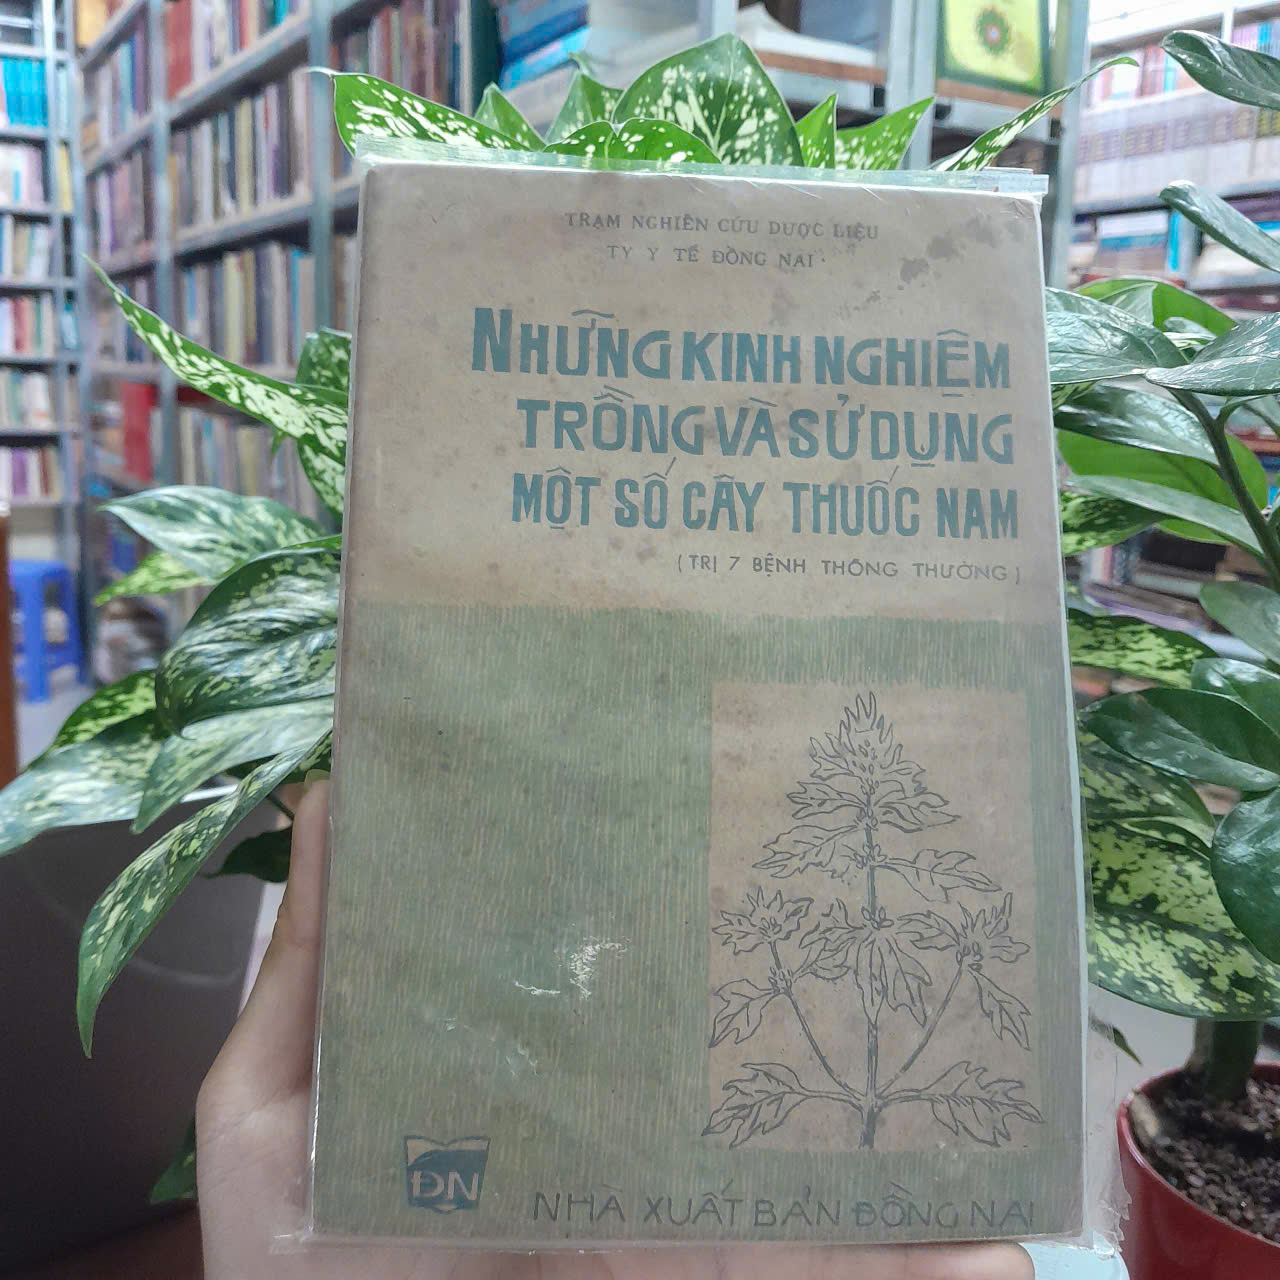 TRẠM NGHIÊN CỨU DƯỢC LIỆU
TY Y TẾ ĐỒNG NAI
NHỮNG KINH NGHIỆM
TRỒNG VÀ SỬ DỤNG
MỘT SỐ CÂY THUỐC NAM
(TRỊ 7 BỆNH THÔNG THƯỜNG)
ĐN
NHÀ XUẤT BẢN ĐỒNG NAI